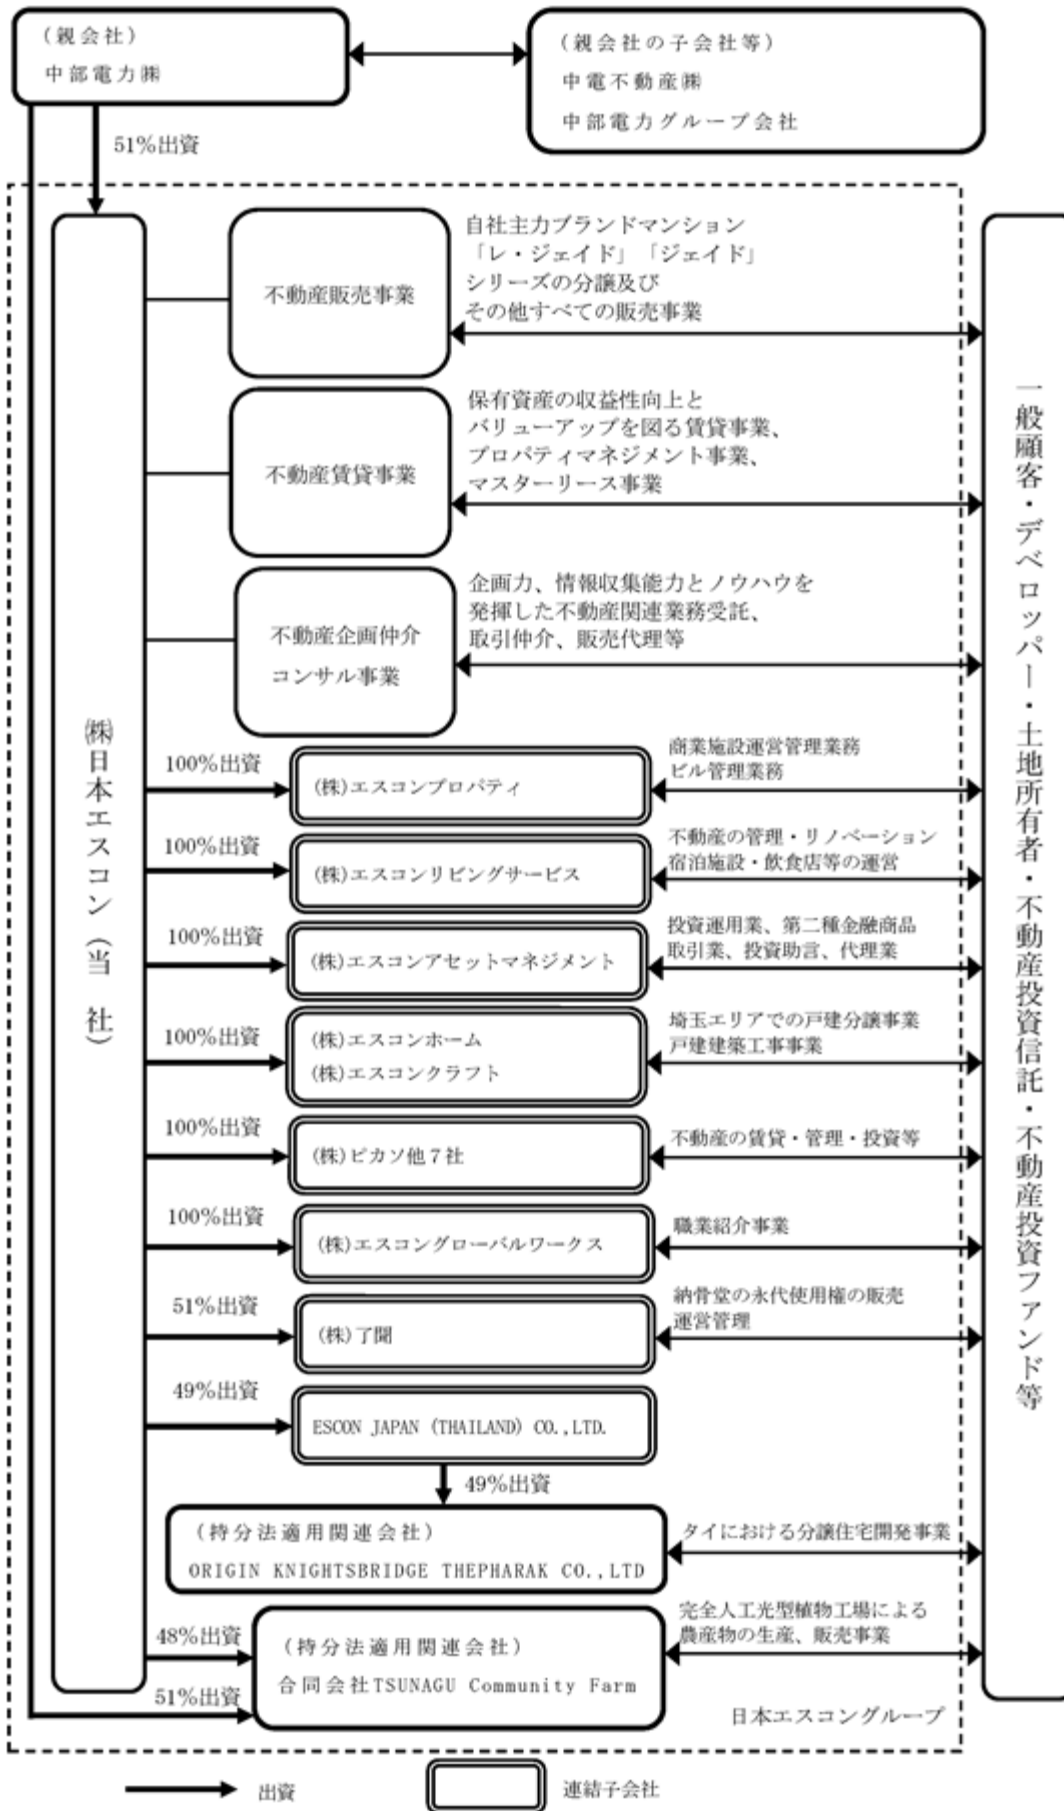 (親会社)
中部電力㈱
(親会社の子会社等)
中電不動産㈱
中部電力グループ会社
51%出資
㈱日本エスコン(当 社)
不動産販売事業
自社主力ブランドマンション
「レ・ジェイド」「ジェイド」
シリーズの分譲及び
その他すべての販売事業
不動産賃貸事業
保有資産の収益性向上と
バリューアップを図る賃貸事業、
プロパティマネジメント事業、
マスターリース事業
不動産企画仲介
コンサル事業
企画力、情報収集能力とノウハウを
発揮した不動産関連業務受託、
取引仲介、販売代理等
一般顧客・デベロッパー・土地所有者・不動産投資信託・不動産投資ファンド等
100%出資
(株)エスコンプロパティ
商業施設運営管理業務
ビル管理業務
100%出資
(株)エスコンリビングサービス
不動産の管理・リノベーション
宿泊施設・飲食店等の運営
100%出資
(株)エスコンアセットマネジメント
投資運用業、第二種金融商品
取引業、投資助言、代理業
100%出資
(株)エスコンホーム
(株)エスコンクラフト
埼玉エリアでの戸建分譲事業
戸建建築工事事業
100%出資
(株)ピカソ他7社
不動産の賃貸・管理・投資等
100%出資
(株)エスコングローバルワークス
職業紹介事業
51%出資
(株)了聞
納骨堂の永代使用権の販売
運営管理
49%出資
ESCON JAPAN (THAILAND) CO.,LTD.
49%出資
(持分法適用関連会社)
ORIGIN KNIGHTSBRIDGE THEPHARAK CO.,LTD
タイにおける分譲住宅開発事業
48%出資
(持分法適用関連会社)
合同会社TSUNAGU Community Farm
完全人工光型植物工場による
農産物の生産、販売事業
51%出資
日本エスコングループ
出資
連結子会社